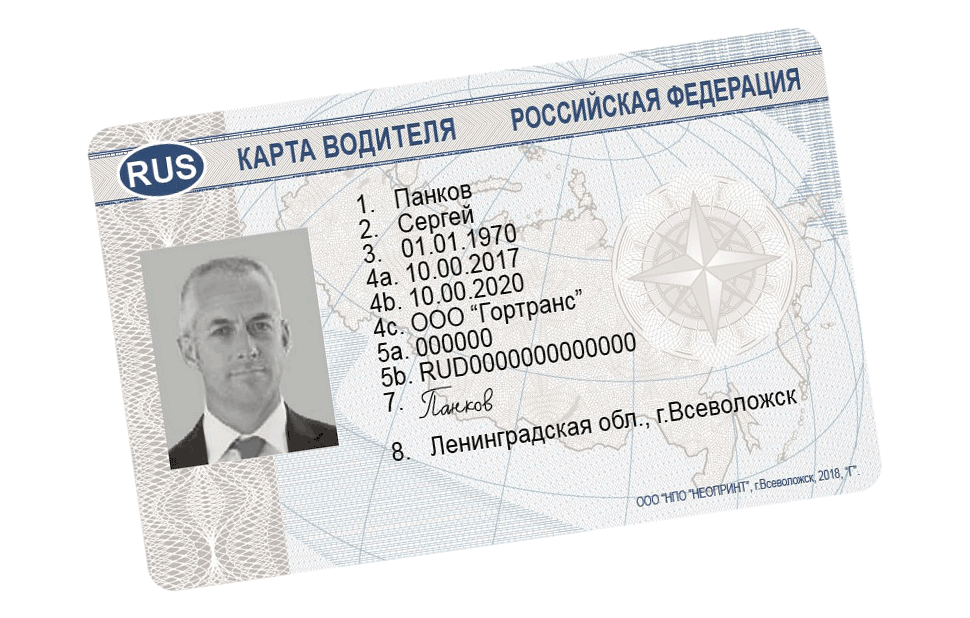 КАРТА ВОДИТЕЛЯ РОССИЙСКАЯ ФЕДЕРАЦИЯ
RUS
1. Панков
2. Сергей
3. 01.01.1970
4a. 10.00.2017
4b. 10.00.2020
4c. ООО “Гортранс”
5a. 000000
5b. RUD0000000000000
7. Панков
8. Ленинградская обл., г.Всеволожск
ООО "НПО "НЕОПРИНТ", г.Всеволожск, 2018, "Г".